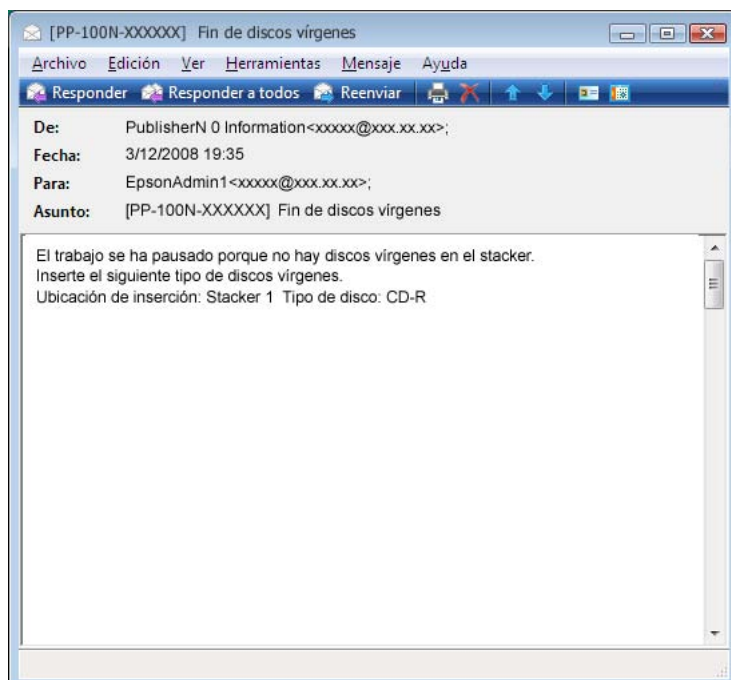 [PP-100N-XXXXXX] Fin de discos vírgenes
Archivo Edición Ver Herramientas Mensaje Ayuda
Responder Responder a todos Reenviar
De: PublisherN 0 Information<xxxxx@xxx.xx.xx>;
Fecha: 3/12/2008 19:35
Para: EpsonAdmin1<xxxxx@xxx.xx.xx>;
Asunto: [PP-100N-XXXXXX] Fin de discos vírgenes
El trabajo se ha pausado porque no hay discos vírgenes en el stacker.
Inserte el siguiente tipo de discos vírgenes.
Ubicación de inserción: Stacker 1 Tipo de disco: CD-R